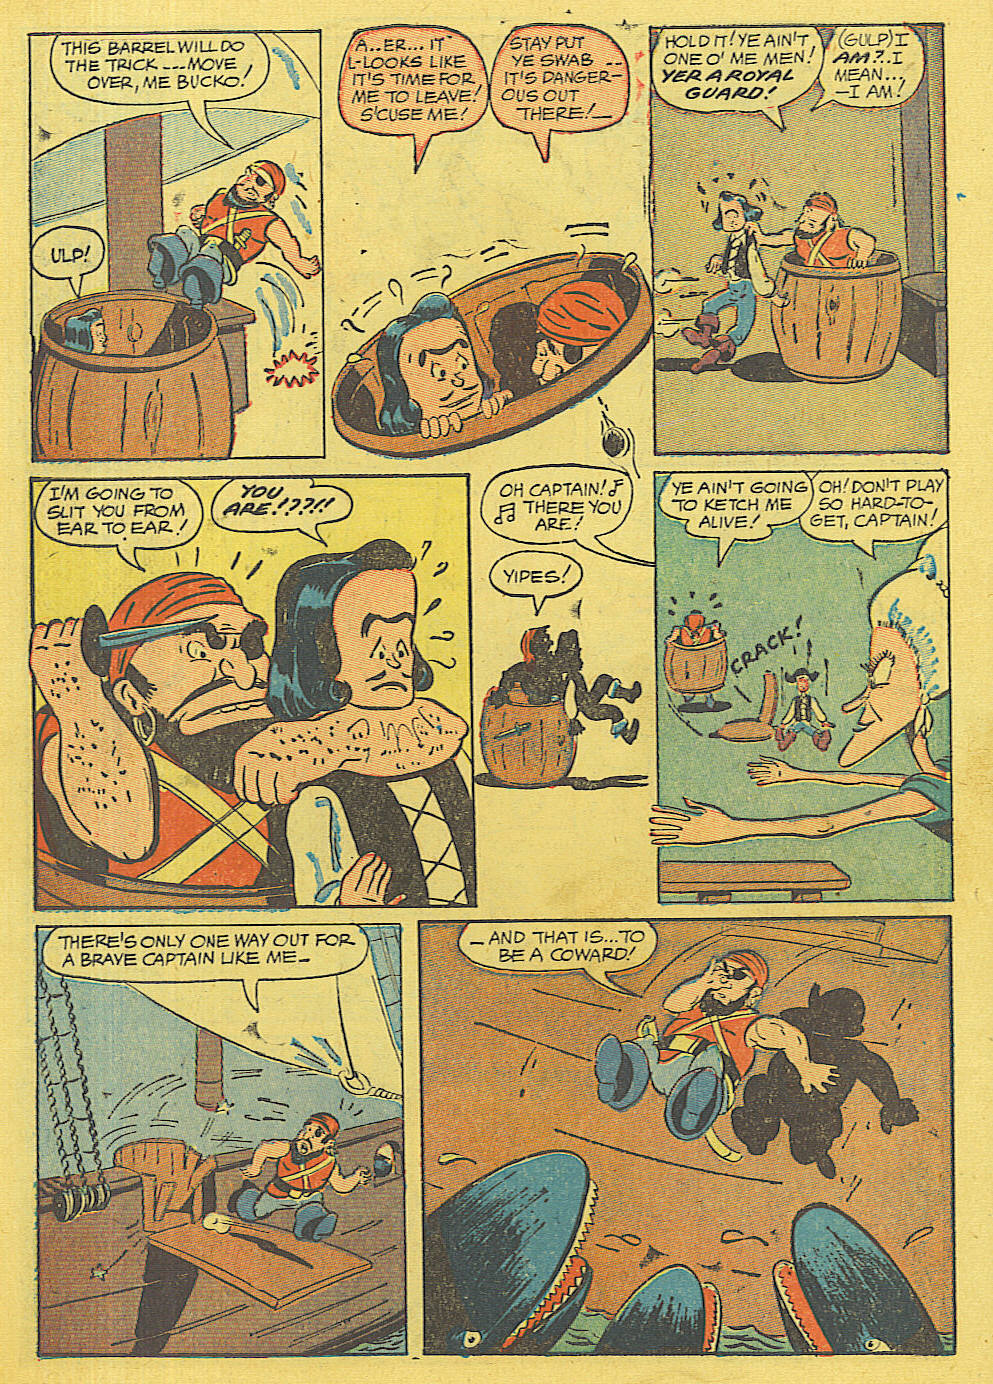 THIS BARREL WILL DO
THE TRICK --- MOVE
OVER, ME BUCKO!
ULP!
A..ER... IT
L-LOOKS LIKE
IT'S TIME FOR
ME TO LEAVE!
S'CUSE ME!
STAY PUT
YE SWAB --
IT'S DANGER-
OUS OUT
THERE!-
HOLD IT! YE AIN'T
ONE O' ME MEN!
YER A ROYAL
GUARD!
(GULP) I
AM?..I
MEAN...
-I AM!
I'M GOING TO
SLIT YOU FROM
EAR TO EAR!
YOU
ARE!??!!
OH CAPTAIN! ♪
♫ THERE YOU
ARE!
YIPES!
YE AIN'T GOING
TO KETCH ME
ALIVE!
OH! DON'T PLAY
SO HARD-TO-
GET, CAPTAIN!
CRACK!
THERE'S ONLY ONE WAY OUT FOR
A BRAVE CAPTAIN LIKE ME-
-AND THAT IS...TO
BE A COWARD!